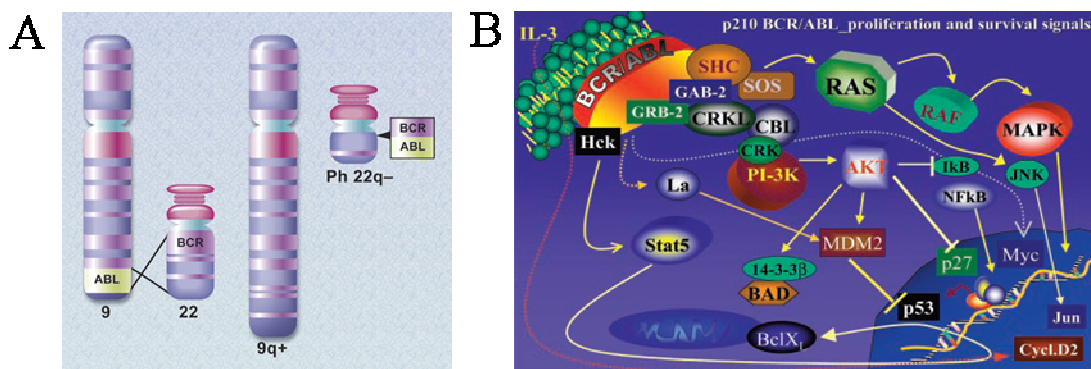 A
BCR
ABL
Ph 22q–
BCR
ABL
9
22
9q+
B
p210 BCR/ABL_proliferation and survival signals
IL-3
BCR/ABL
SHC
GAB-2
SOS
GRB-2
CRKL
CBL
CRK
PI-3K
Hck
RAS
RAF
MAPK
La
AKT
IkB
JNK
NFkB
Stat5
MDM2
p27
Myc
14-3-3β
BAD
p53
BclXL
Jun
Cycl.D2